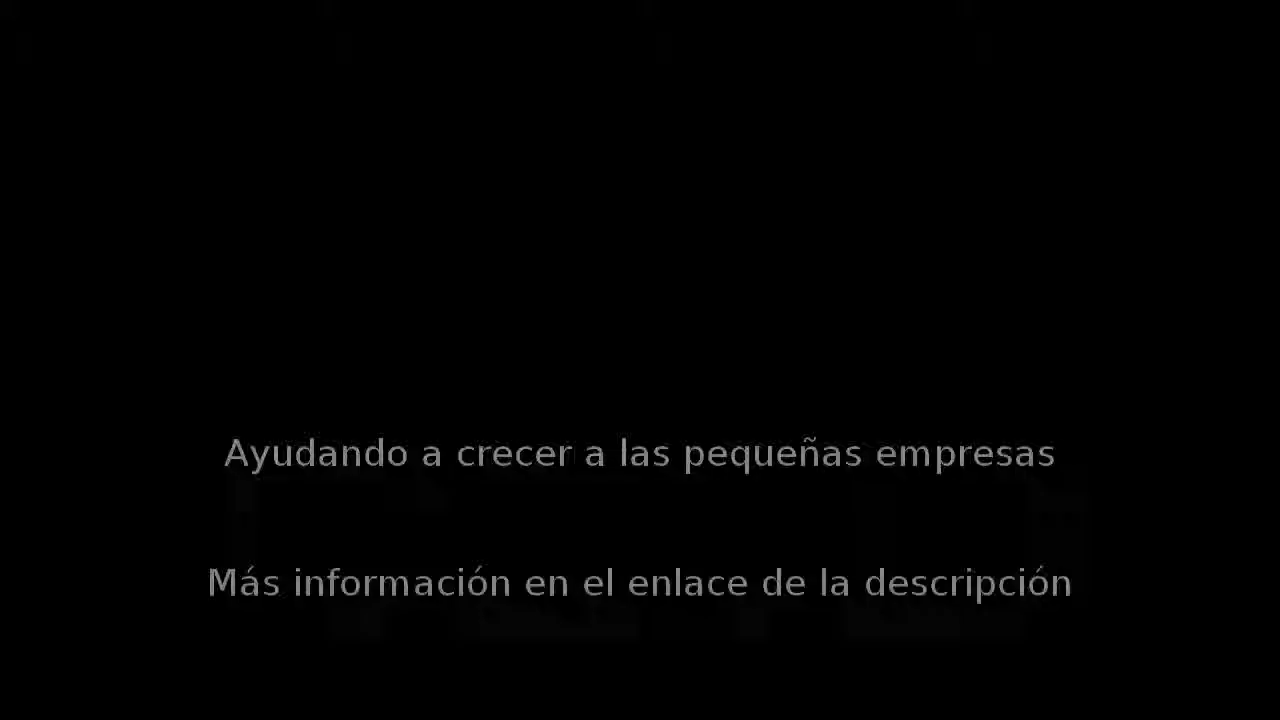 Ayudando a crecer a las pequeñas empresas
Más información en el enlace de la descripción